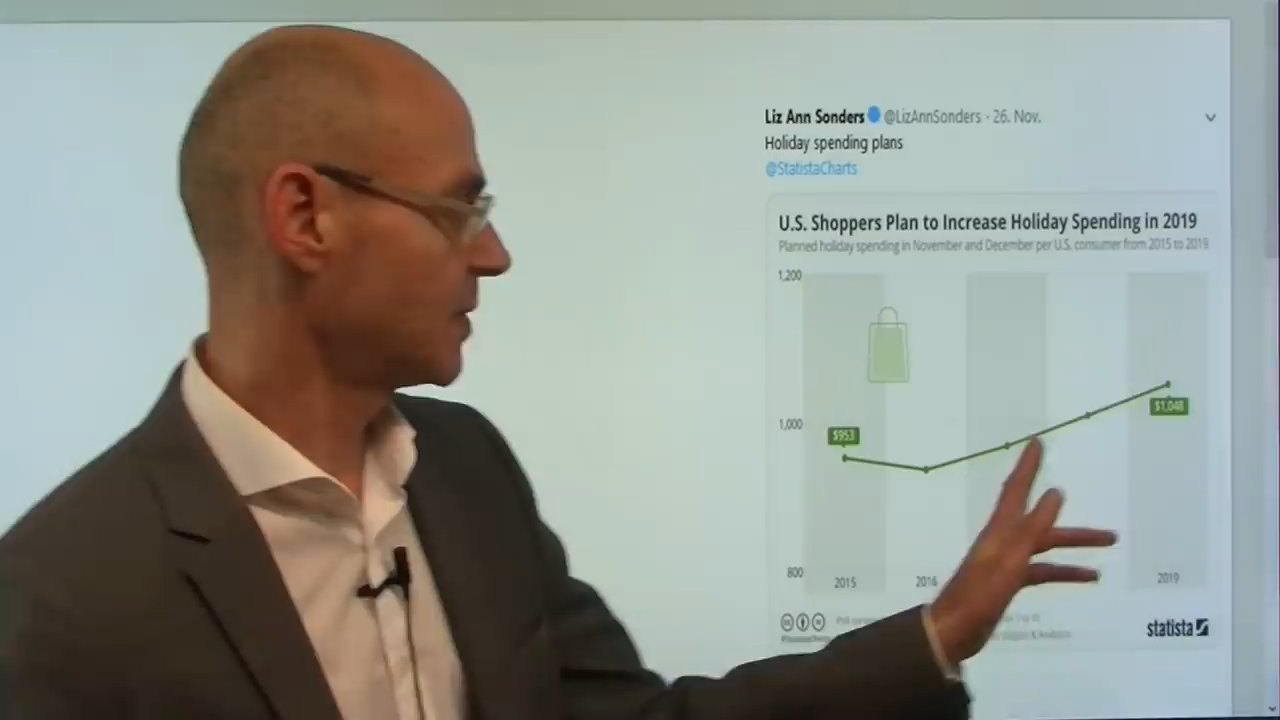 Liz Ann Sonders @LizAnnSonders · 26. Nov.
Holiday spending plans
@StatistaCharts
U.S. Shoppers Plan to Increase Holiday Spending in 2019
Planned holiday spending in November and December per U.S. consumer from 2015 to 2019
1,200
1,000
$953
$1,048
800
2015 2016 2019
statista